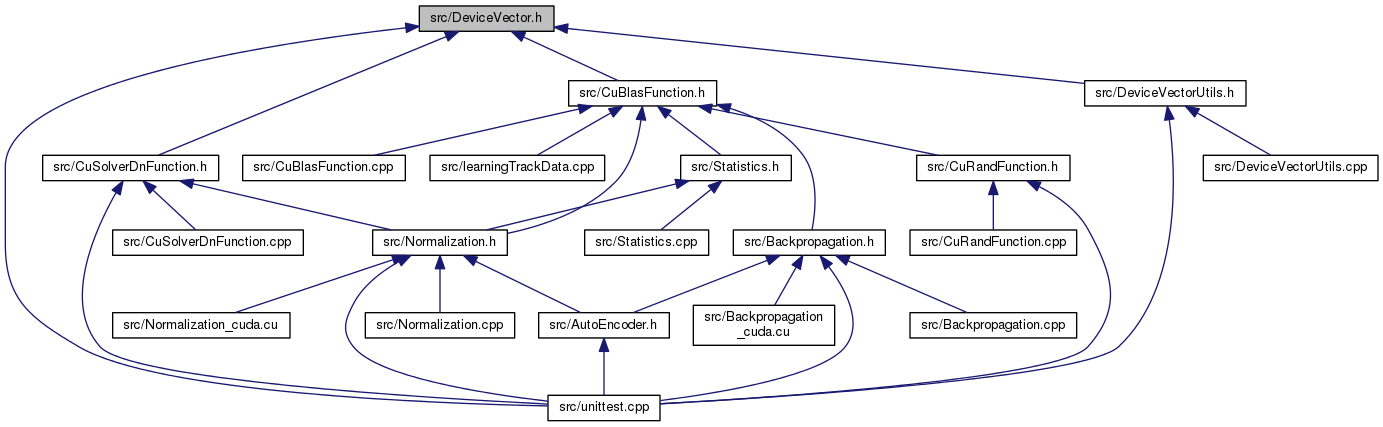 src/DeviceVector.h
src/CuBlasFunction.h
src/DeviceVectorUtils.h
src/CuSolverDnFunction.h
src/CuBlasFunction.cpp
src/learningTrackData.cpp
src/Statistics.h
src/CuRandFunction.h
src/DeviceVectorUtils.cpp
src/CuSolverDnFunction.cpp
src/Normalization.h
src/Statistics.cpp
src/Backpropagation.h
src/CuRandFunction.cpp
src/Normalization_cuda.cu
src/Normalization.cpp
src/AutoEncoder.h
src/Backpropagation
_cuda.cu
src/Backpropagation.cpp
src/unittest.cpp